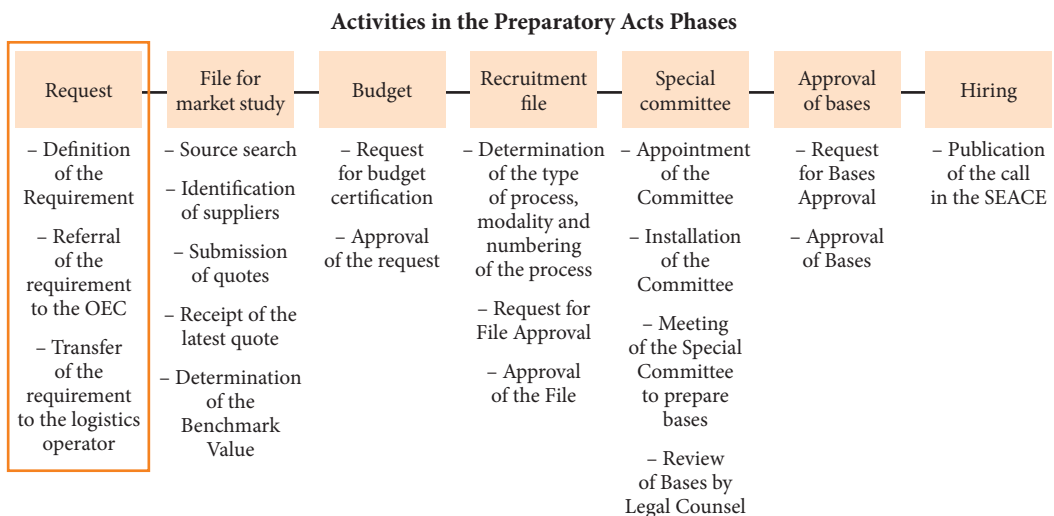 Activities in the Preparatory Acts Phases
Request
– Definition
of the
Requirement
– Referral
of the
requirement
to the OEC
– Transfer
of the
requirement
to the logistics
operator
File for
market study
– Source search
– Identification
of suppliers
– Submission
of quotes
– Receipt of the
latest quote
– Determination
of the
Benchmark
Value
Budget
– Request
for budget
certification
– Approval
of the request
Recruitment
file
– Determination
of the type
of process,
modality and
numbering
of the process
– Request for
File Approval
– Approval
of the File
Special
committee
– Appointment
of the
Committee
– Installation
of the
Committee
– Meeting
of the Special
Committee
to prepare
bases
– Review
of Bases by
Legal Counsel
Approval
of bases
– Request
for Bases
Approval
– Approval
of Bases
Hiring
– Publication
of the call
in the SEACE